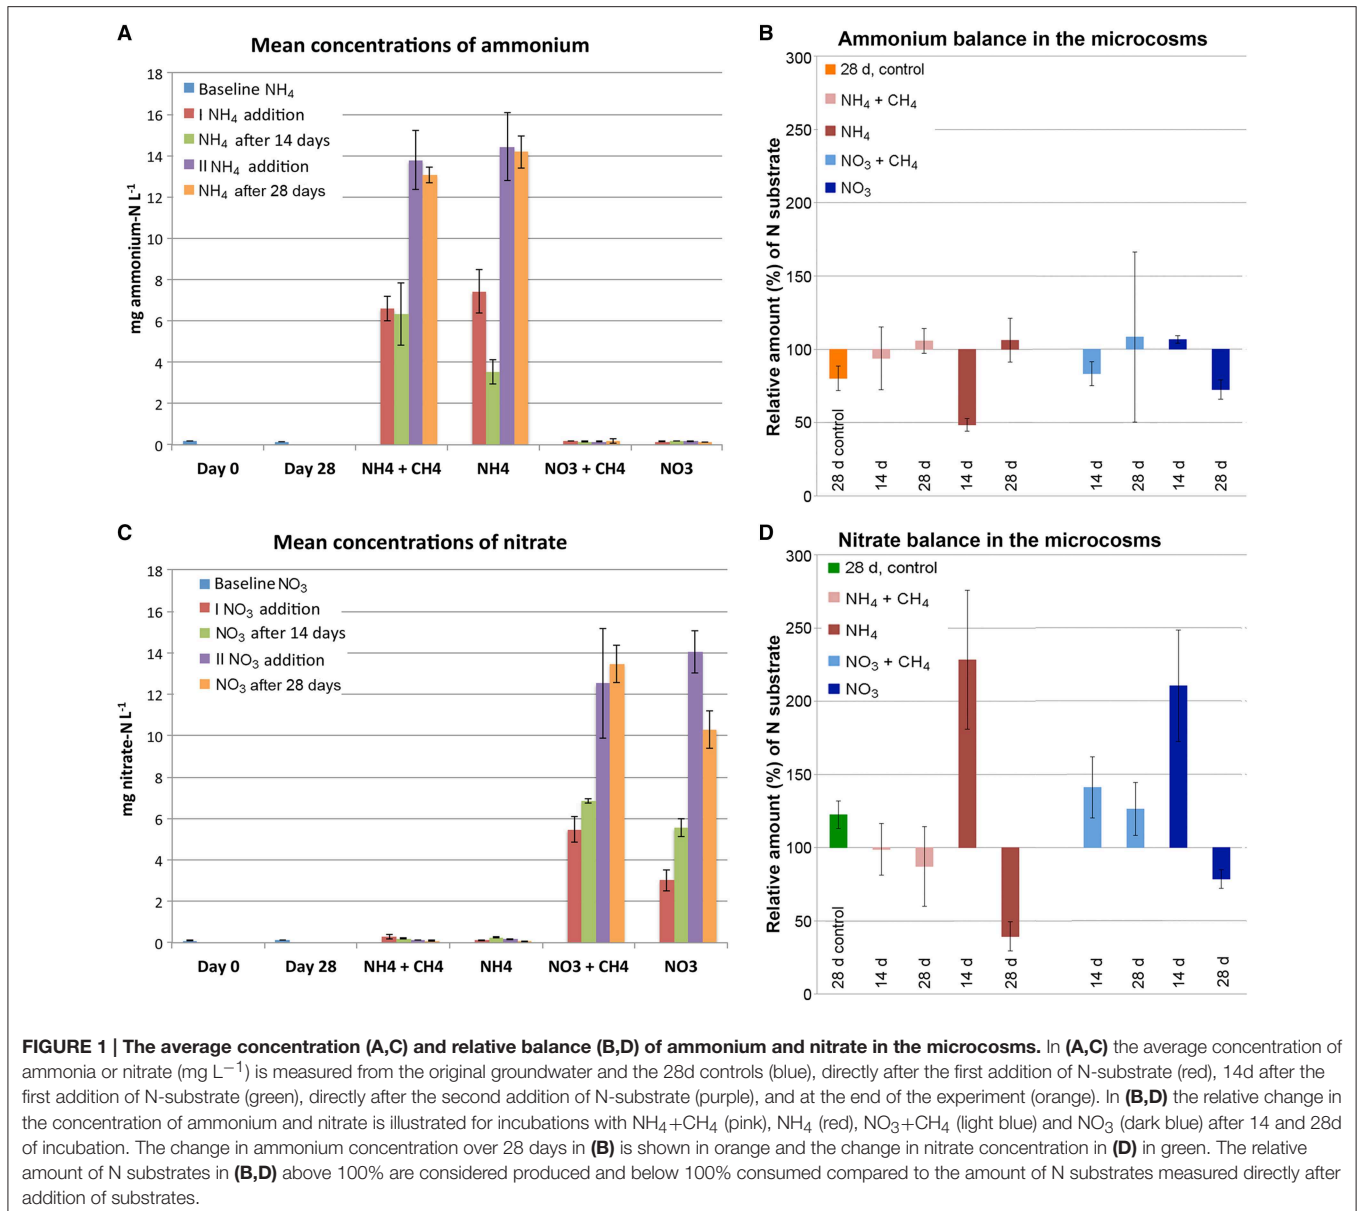 A
Mean concentrations of ammonium
mg ammonium-N L-1
18
16
14
12
10
8
6
4
2
0
Baseline NH4
I NH4 addition
NH4 after 14 days
II NH4 addition
NH4 after 28 days
Day 0
Day 28
NH4 + CH4
NH4
NO3 + CH4
NO3
B
Ammonium balance in the microcosms
Relative amount (%) of N substrate
300
250
200
150
100
50
0
28 d, control
NH4 + CH4
NH4
NO3 + CH4
NO3
28 d control
14 d
28 d
14 d
28 d
14 d
28 d
14 d
28 d
C
Mean concentrations of nitrate
mg nitrate-N L-1
18
16
14
12
10
8
6
4
2
0
Baseline NO3
I NO3 addition
NO3 after 14 days
II NO3 addition
NO3 after 28 days
Day 0
Day 28
NH4 + CH4
NH4
NO3 + CH4
NO3
D
Nitrate balance in the microcosms
Relative amount (%) of N substrate
300
250
200
150
100
50
0
28 d, control
NH4 + CH4
NH4
NO3 + CH4
NO3
28 d control
14 d
28 d
14 d
28 d
14 d
28 d
14 d
28 d
FIGURE 1 | The average concentration (A,C) and relative balance (B,D) of ammonium and nitrate in the microcosms. In (A,C) the average concentration of
ammonia or nitrate (mg L−1) is measured from the original groundwater and the 28d controls (blue), directly after the first addition of N-substrate (red), 14d after the
first addition of N-substrate (green), directly after the second addition of N-substrate (purple), and at the end of the experiment (orange). In (B,D) the relative change in
the concentration of ammonium and nitrate is illustrated for incubations with NH4+CH4 (pink), NH4 (red), NO3+CH4 (light blue) and NO3 (dark blue) after 14 and 28d
of incubation. The change in ammonium concentration over 28 days in (B) is shown in orange and the change in nitrate concentration in (D) in green. The relative
amount of N substrates in (B,D) above 100% are considered produced and below 100% consumed compared to the amount of N substrates measured directly after
addition of substrates.